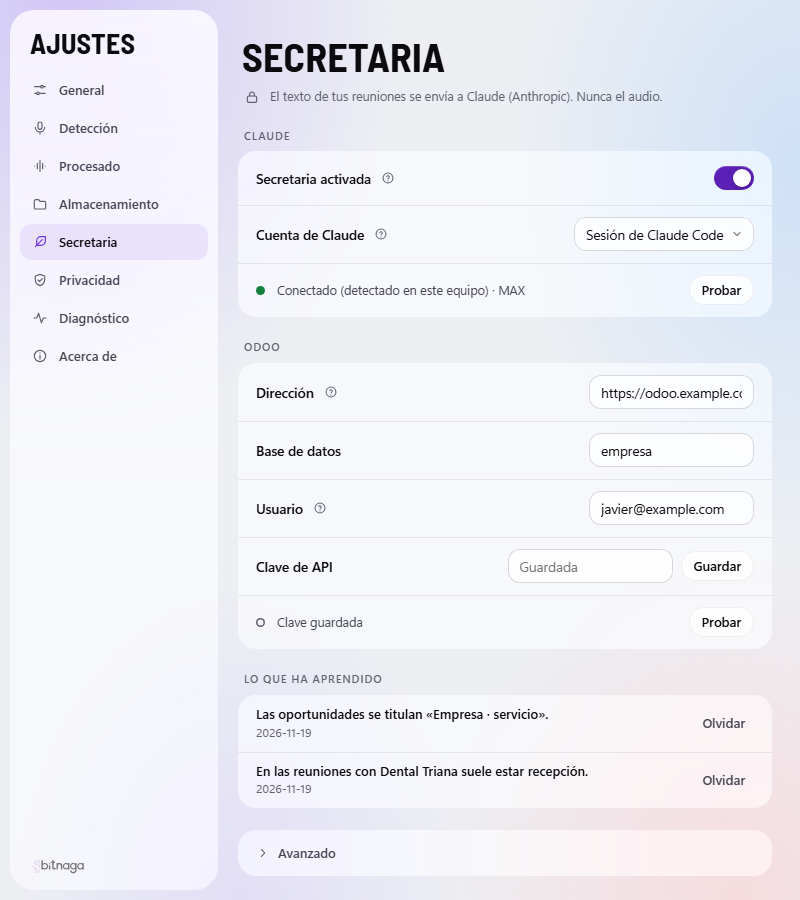 AJUSTES
General
Detección
Procesado
Almacenamiento
Secretaria
Privacidad
Diagnóstico
Acerca de
bitnaga
SECRETARIA
El texto de tus reuniones se envía a Claude (Anthropic). Nunca el audio.
CLAUDE
Secretaria activada
Cuenta de Claude
Sesión de Claude Code
Conectado (detectado en este equipo) · MAX
Probar
ODOO
Dirección
https://odoo.example.co
Base de datos
empresa
Usuario
javier@example.com
Clave de API
Guardada
Guardar
Clave guardada
Probar
LO QUE HA APRENDIDO
Las oportunidades se titulan «Empresa · servicio».
2026-11-19
Olvidar
En las reuniones con Dental Triana suele estar recepción.
2026-11-19
Olvidar
Avanzado